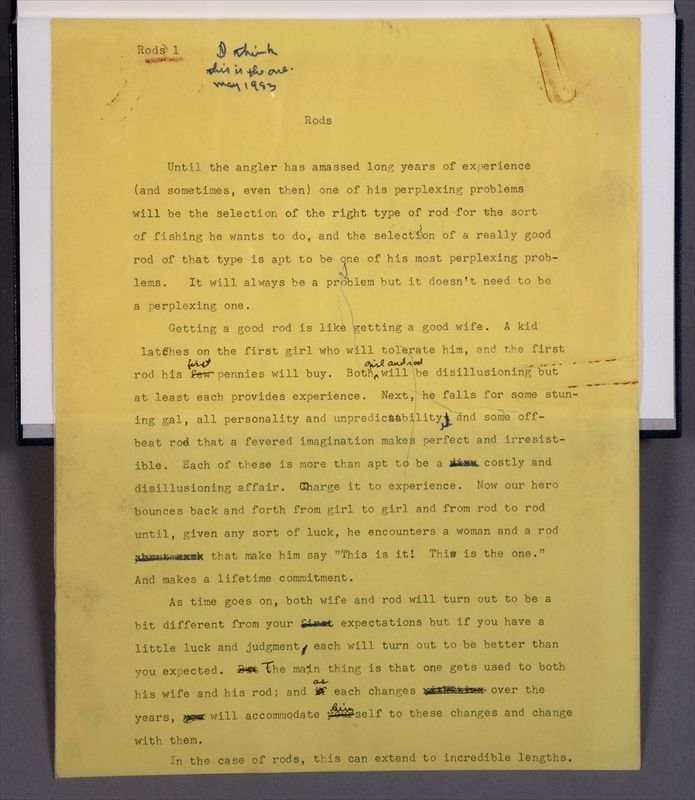 Rods 1
I think
this is the one.
May 1983
Rods
Until the angler has amassed long years of experience
(and sometimes, even then) one of his perplexing problems
will be the selection of the right type of rod for the sort
of fishing he wants to do, and the selection of a really good
rod of that type is apt to be one of his most perplexing prob-
lems. It will always be a problem but it doesn't need to be
a perplexing one.
Getting a good rod is like getting a good wife. A kid
latches on the first girl who will tolerate him, and the first
first girl and rod
rod his few pennies will buy. Both will be disillusioning but
at least each provides experience. Next, he falls for some stun-
ing gal, all personality and unpredictability, and some off-
beat rod that a fevered imagination makes perfect and irresist-
ible. Each of these is more than apt to be a costly and
disillusioning affair. Charge it to experience. Now our hero
bounces back and forth from girl to girl and from rod to rod
until, given any sort of luck, he encounters a woman and a rod
that make him say "This is it! This is the one."
And makes a lifetime commitment.
As time goes on, both wife and rod will turn out to be a
bit different from your first expectations but if you have a
little luck and judgment, each will turn out to be better than
you expected. But The main thing is that one gets used to both
as
his wife and his rod; and each changes over the
him
years, you will accommodate yourself to these changes and change
with them.
In the case of rods, this can extend to incredible lengths.